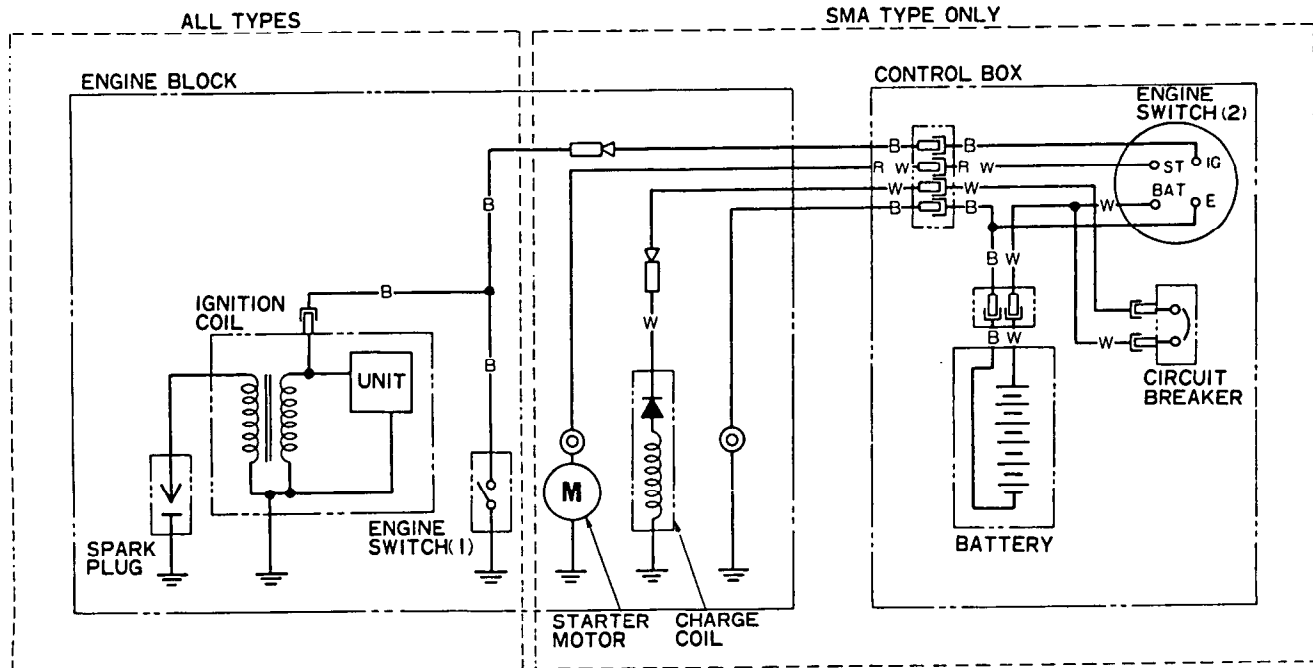 ALL TYPES
SMA TYPE ONLY
ENGINE BLOCK
CONTROL BOX
ENGINE
SWITCH(2)
B
B
R W
R W
ST
IG
W
W
BAT
E
B
B
W
B
B
W
B
IGNITION
COIL
W
B
UNIT
B
W
W
CIRCUIT
BREAKER
M
SPARK
PLUG
ENGINE
SWITCH(1)
BATTERY
STARTER
MOTOR
CHARGE
COIL